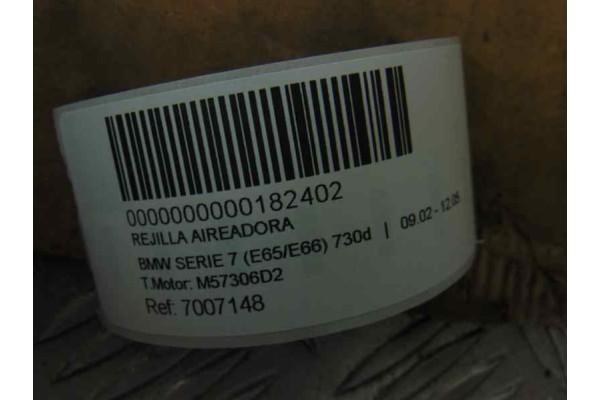 0000000000182402
REJILLA AIREADORA
BMW SERIE 7 (E65/E66) 730d | 09.02 - 12.05
T.Motor: M57306D2
Ref: 7007148